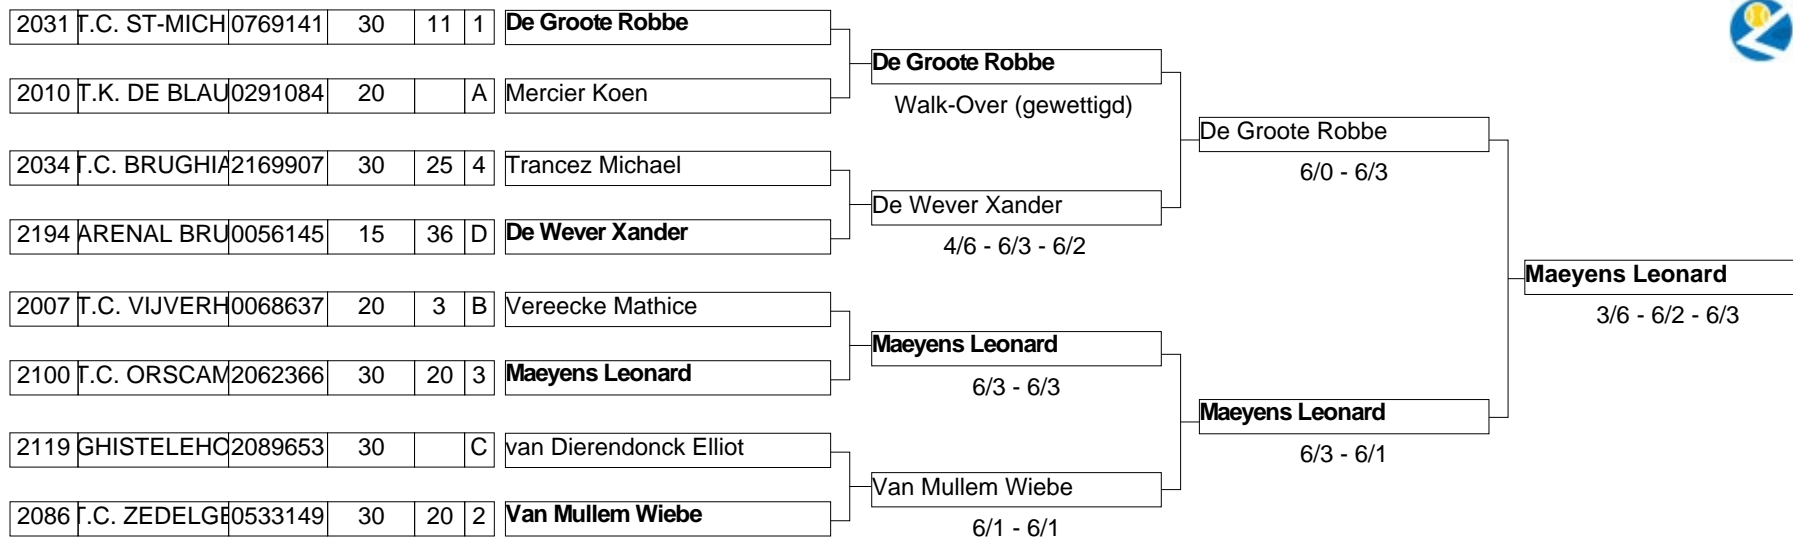 2031 T.C. ST-MICH 0769141 30 11 1 De Groote Robbe
De Groote Robbe
2010 T.K. DE BLAU 0291084 20 A Mercier Koen
Walk-Over (gewettigd)
De Groote Robbe
6/0 - 6/3
2034 T.C. BRUGHIA 2169907 30 25 4 Trancez Michael
De Wever Xander
2194 ARENAL BRU 0056145 15 36 D De Wever Xander
4/6 - 6/3 - 6/2
Maeyens Leonard
3/6 - 6/2 - 6/3
2007 T.C. VIJVERH 0068637 20 3 B Vereecke Mathice
Maeyens Leonard
2100 T.C. ORSCAM 2062366 30 20 3 Maeyens Leonard
6/3 - 6/3
Maeyens Leonard
6/3 - 6/1
2119 GHISTELEHO 2089653 30 C van Dierendonck Elliot
Van Mullem Wiebe
2086 T.C. ZEDELGE 0533149 30 20 2 Van Mullem Wiebe
6/1 - 6/1